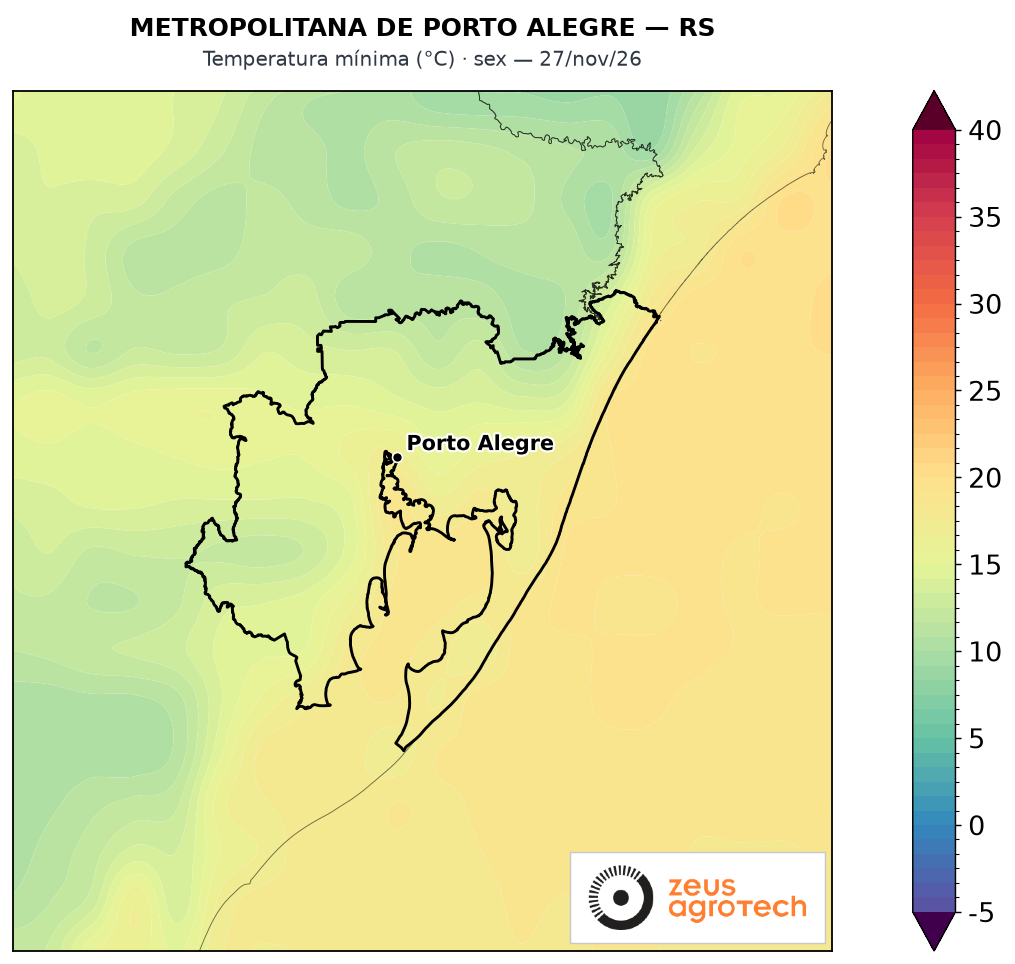 METROPOLITANA DE PORTO ALEGRE — RS
Temperatura mínima (°C) · sex — 27/nov/26
Porto Alegre
40
35
30
25
20
15
10
5
0
-5
zeus
agrotech